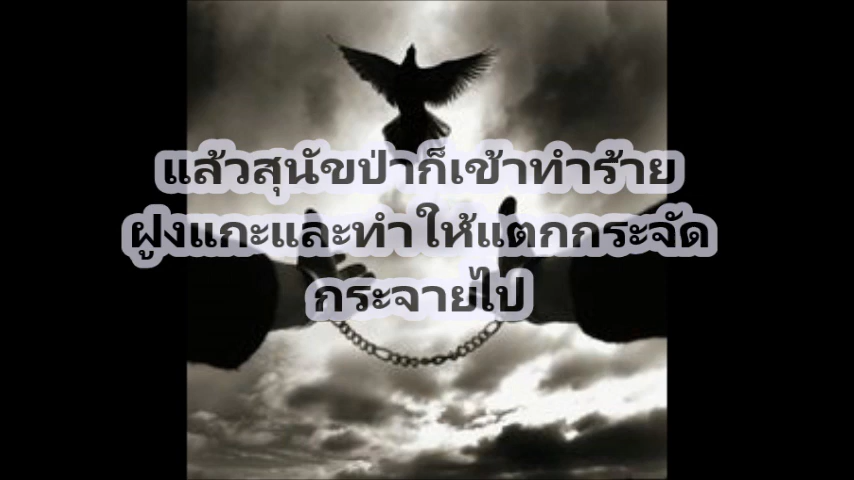 แล้วสุนัขป่าก็เข้าทำร้าย
ฝูงแกะและทำให้แตกกระจัด
กระจายไป